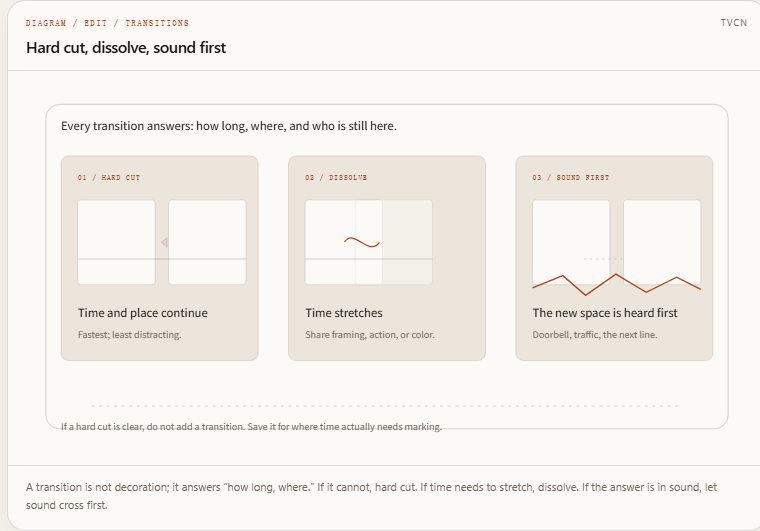 DIAGRAM / EDIT / TRANSITIONS
TVCN
Hard cut, dissolve, sound first
Every transition answers: how long, where, and who is still here.
01 / HARD CUT
02 / DISSOLVE
03 / SOUND FIRST
Time and place continue
Time stretches
The new space is heard first
Fastest; least distracting.
Share framing, action, or color.
Doorbell, traffic, the next line.
If a hard cut is clear, do not add a transition. Save it for where time actually needs marking.
A transition is not decoration; it answers “how long, where.” If it cannot, hard cut. If time needs to stretch, dissolve. If the answer is in sound, let
sound cross first.